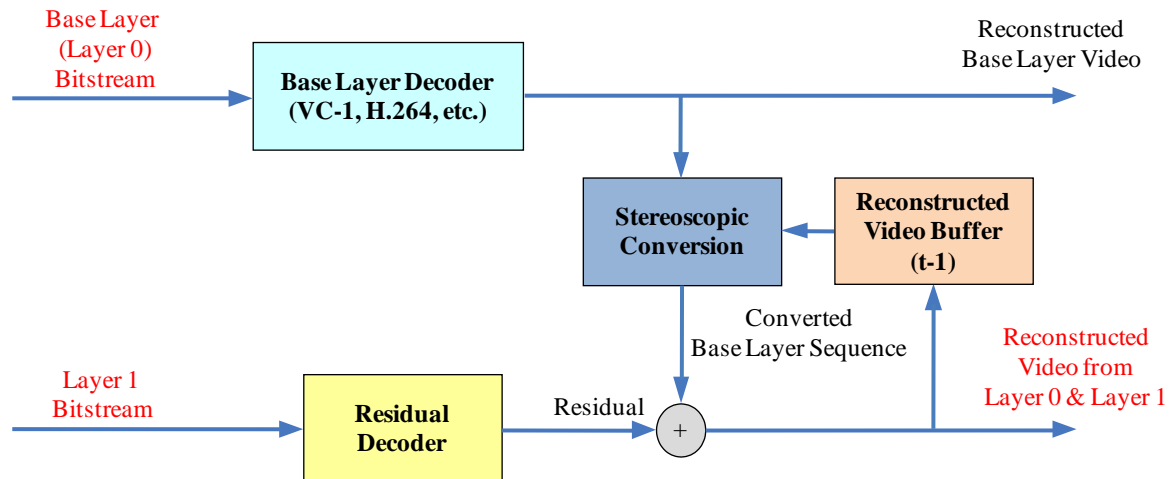 Base Layer
(Layer 0)
Bitstream
Base Layer Decoder
(VC-1, H.264, etc.)
Reconstructed
Base Layer Video
Stereoscopic
Conversion
Reconstructed
Video Buffer
(t-1)
Converted
Base Layer Sequence
Reconstructed
Video from
Layer 0 & Layer 1
Layer 1
Bitstream
Residual
Decoder
Residual
+